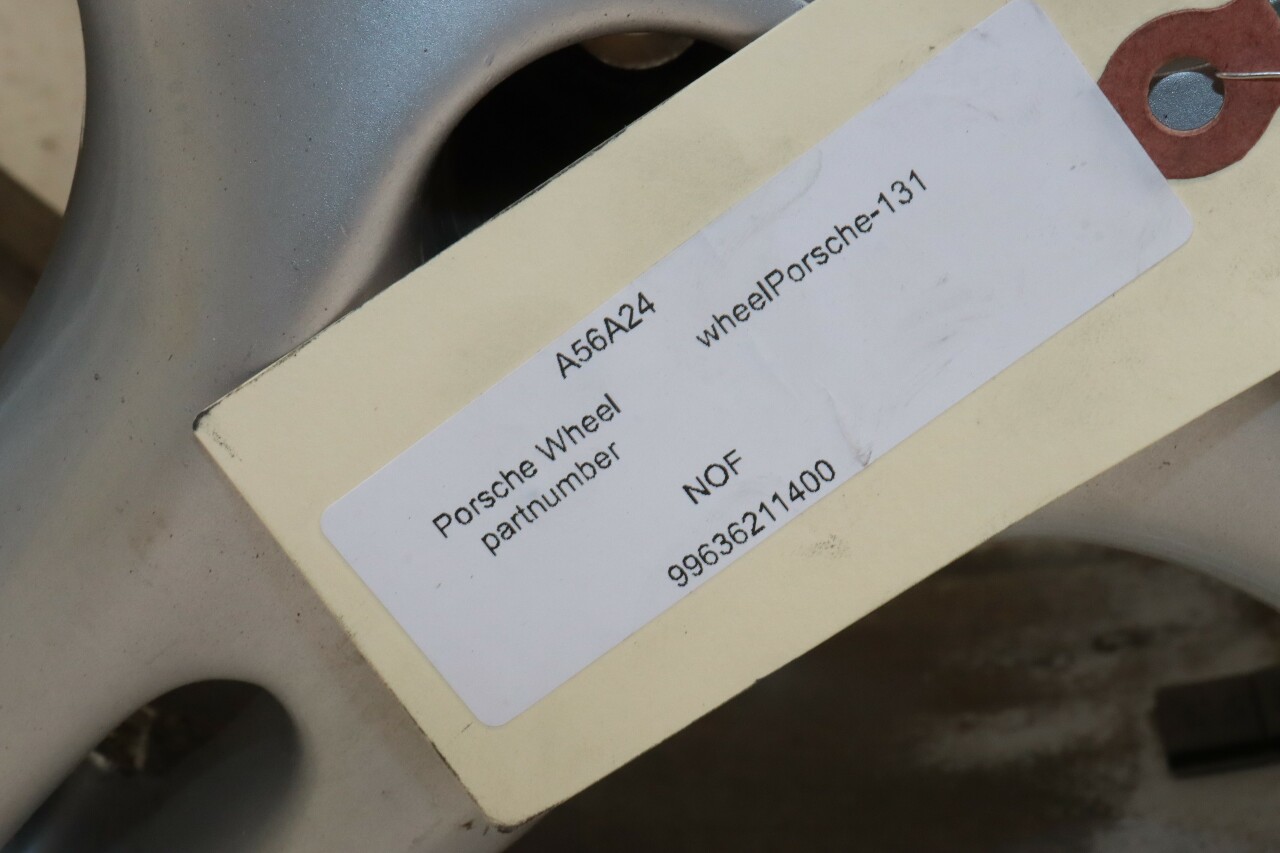 A56A24 wheelPorsche-131
Porsche Wheel NOF
partnumber 99636211400